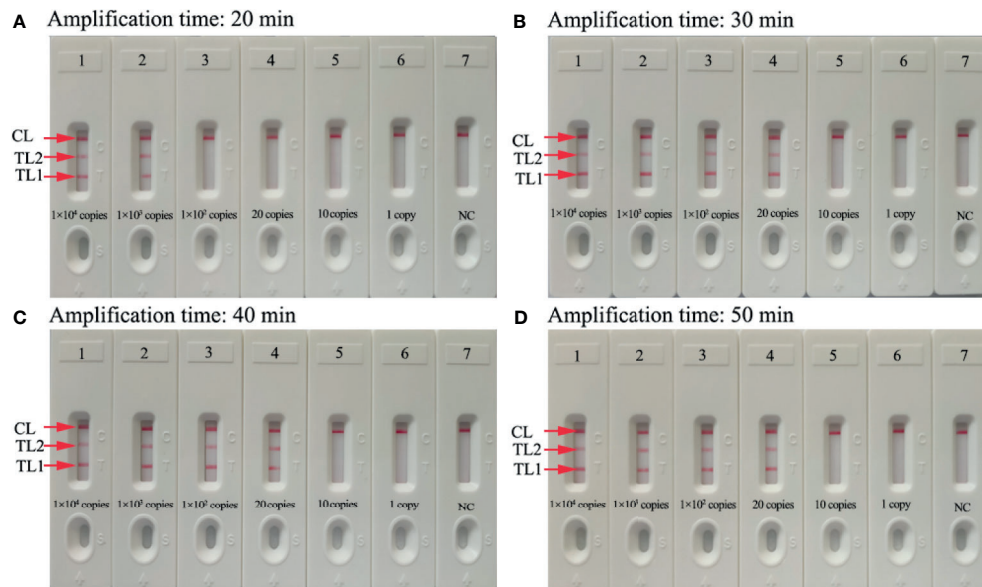 A Amplification time: 20 min
1 2 3 4 5 6 7
CL
TL2
TL1
C C C C C C
T T T T T T
1×10⁴ copies 1×10³ copies 1×10² copies 20 copies 10 copies 1 copy NC
S S S S S S
B Amplification time: 30 min
1 2 3 4 5 6 7
CL
TL2
TL1
C C C C C C
T T T T T T
1×10⁴ copies 1×10³ copies 1×10² copies 20 copies 10 copies 1 copy NC
S S S S S S
C Amplification time: 40 min
1 2 3 4 5 6 7
CL
TL2
TL1
C C C C C C
T T T T T T
1×10⁴ copies 1×10³ copies 1×10² copies 20 copies 10 copies 1 copy NC
S S S S S S
D Amplification time: 50 min
1 2 3 4 5 6 7
CL
TL2
TL1
C C C C C C
T T T T T T
1×10⁴ copies 1×10³ copies 1×10² copies 20 copies 10 copies 1 copy NC
S S S S S S